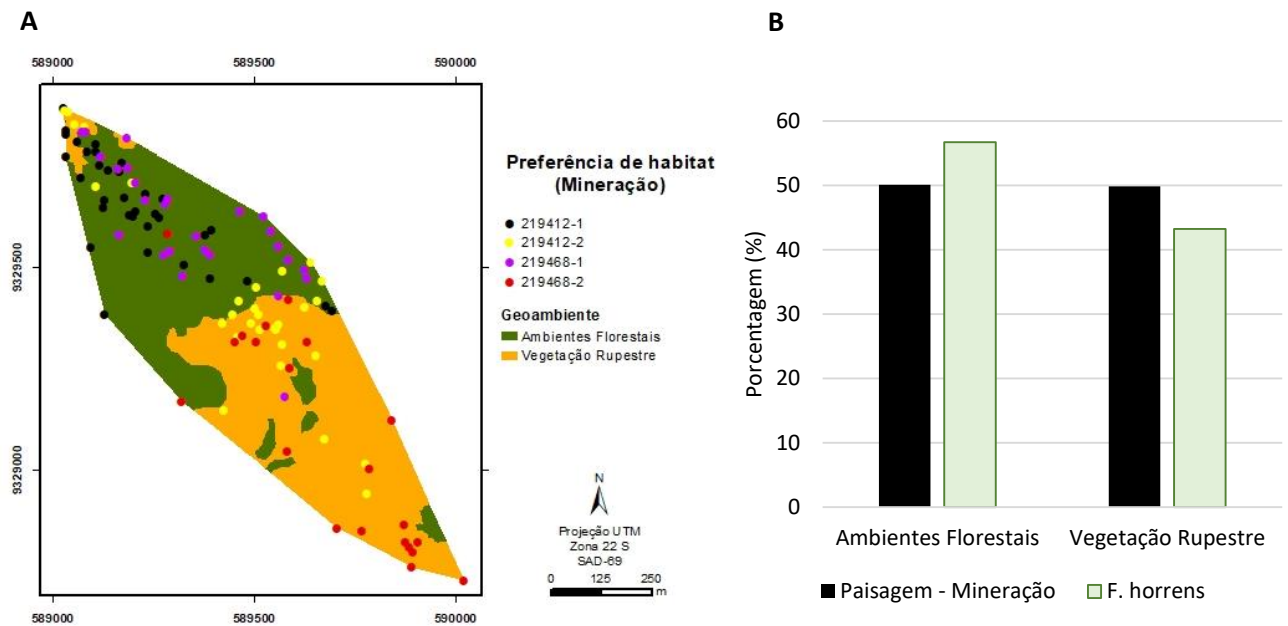 A
589000
589500
590000
9329500
9329000
589000
589500
590000
Preferência de habitat
(Mineração)
219412-1
219412-2
219468-1
219468-2
Geoambiente
Ambientes Florestais
Vegetação Rupestre
N
Projeção UTM
Zona 22 S
SAD-69
0 125 250
m
B
Porcentagem (%)
60
50
40
30
20
10
0
Ambientes Florestais
Vegetação Rupestre
Paisagem - Mineração
F. horrens